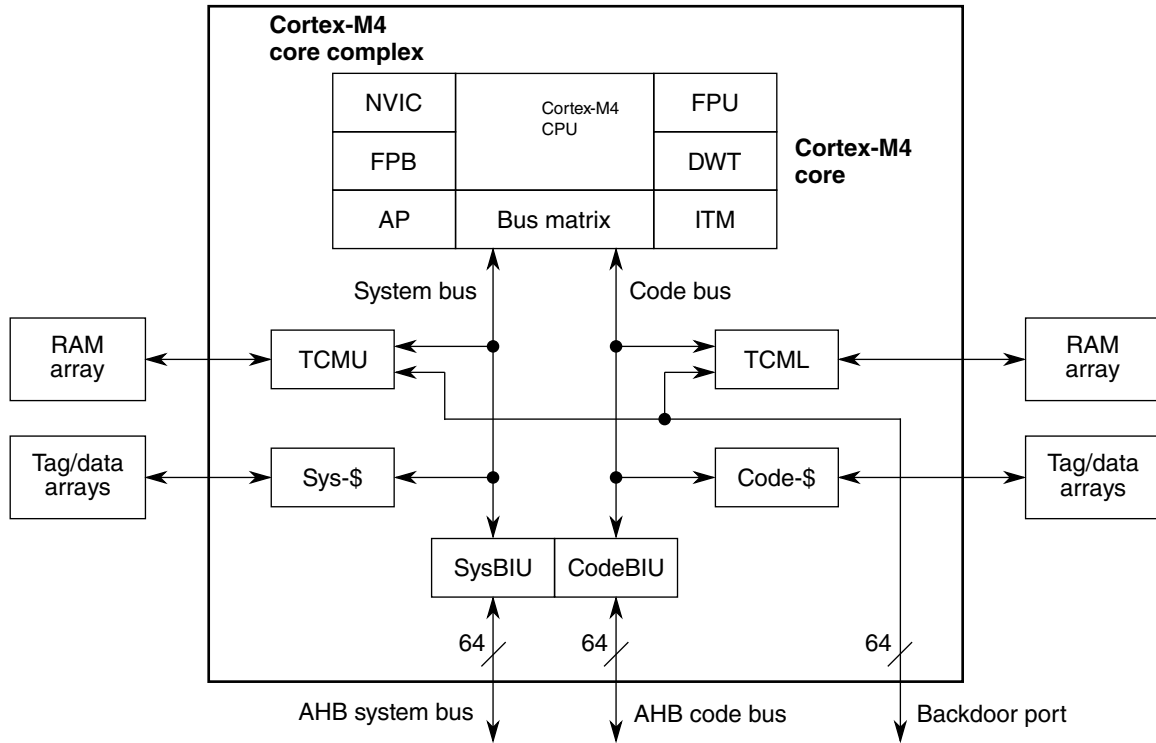 Cortex-M4
core complex
NVIC
Cortex-M4
CPU
FPU
FPB
DWT
Cortex-M4
core
AP
Bus matrix
ITM
System bus
Code bus
RAM
array
TCMU
TCML
RAM
array
Tag/data
arrays
Sys-$
Code-$
Tag/data
arrays
SysBIU
CodeBIU
64
64
64
AHB system bus
AHB code bus
Backdoor port